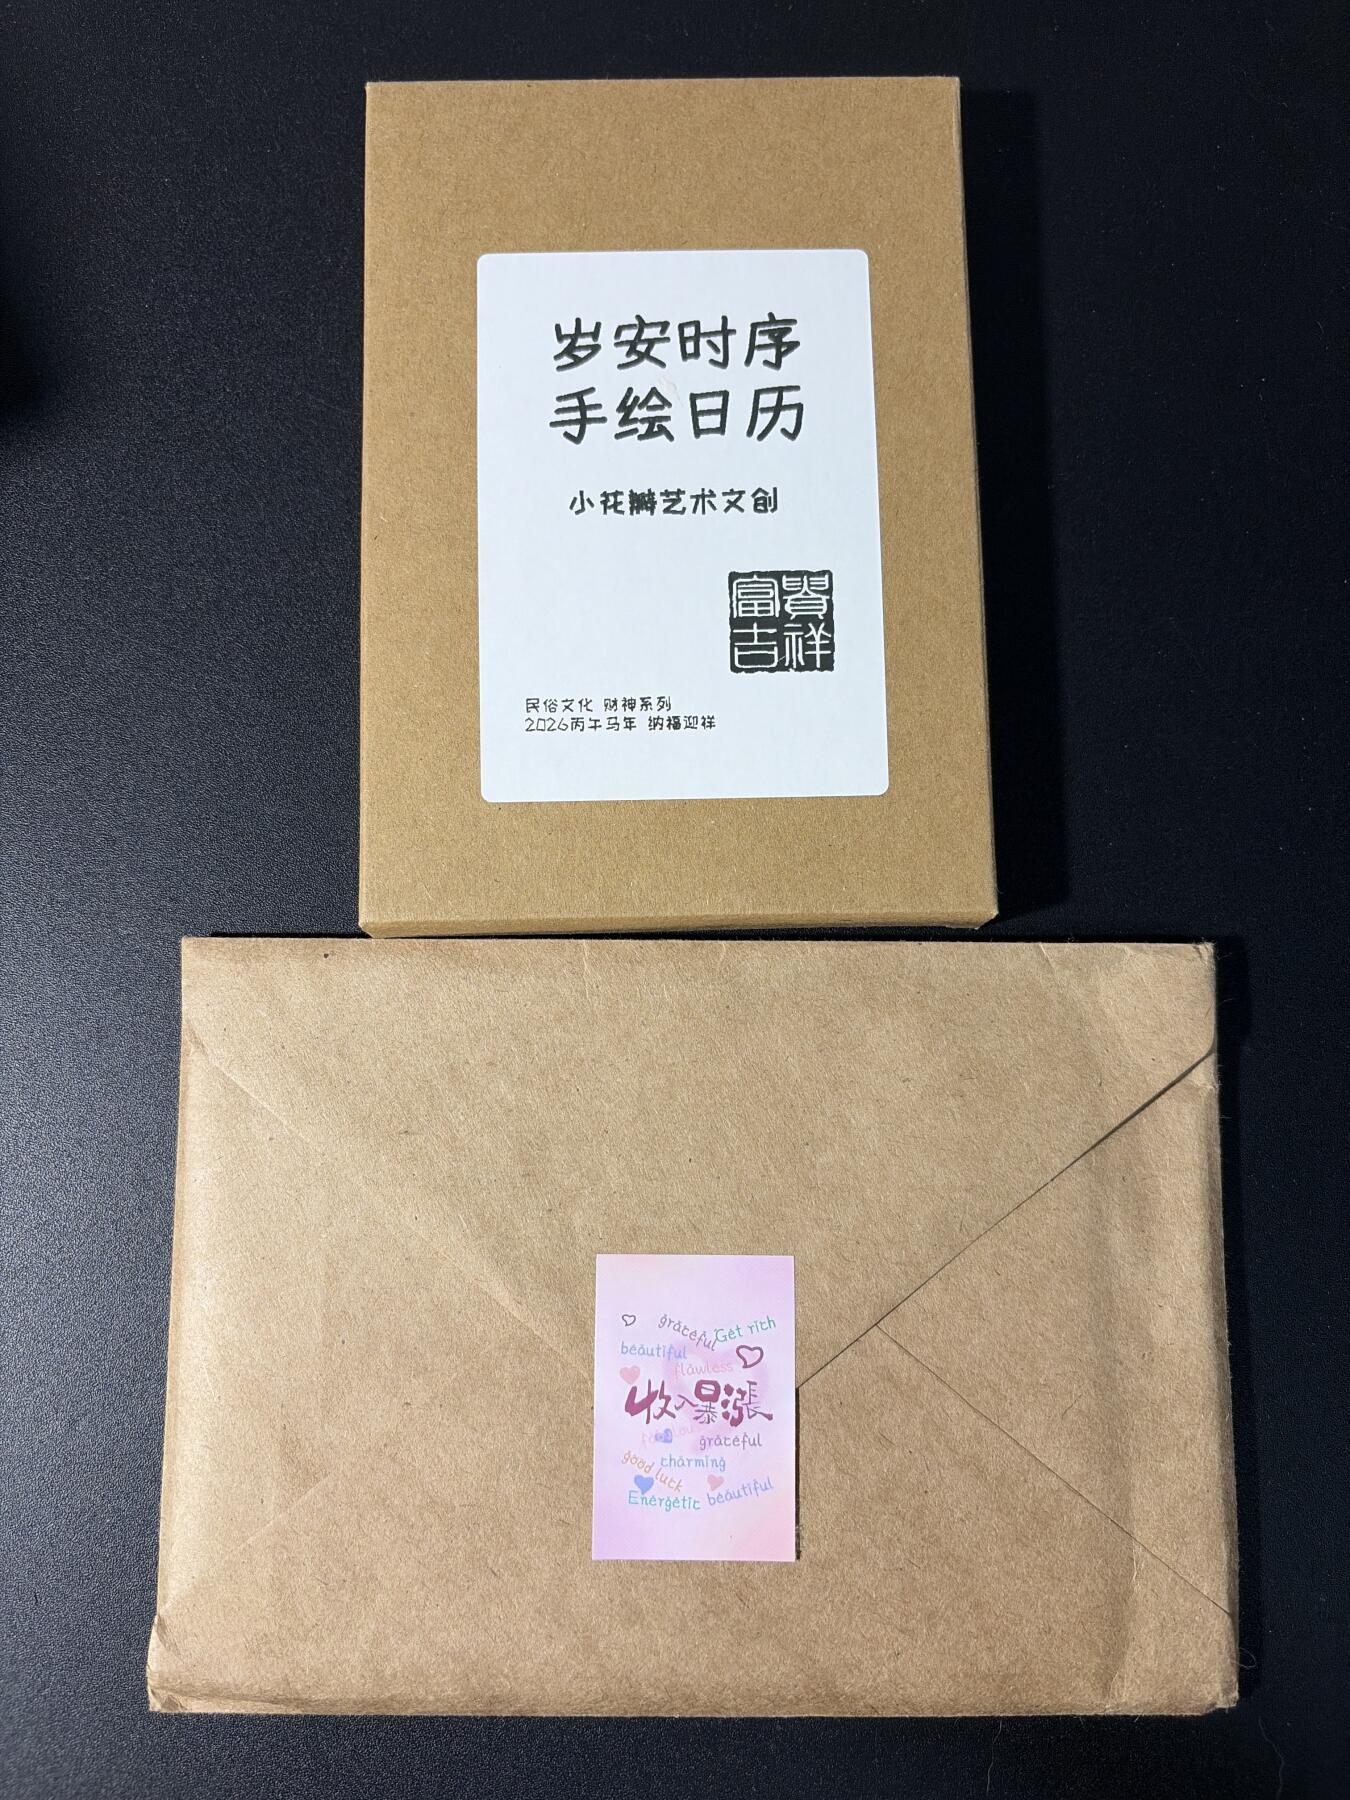 岁安时序
手绘日历
小花瓣艺术文创
富貴
吉祥
民俗文化 财神系列
2026丙午马年 纳福迎祥
grateful
Get rich
beautiful
flawless
收入暴漲
grateful
charming
good luck
Energetic
beautiful